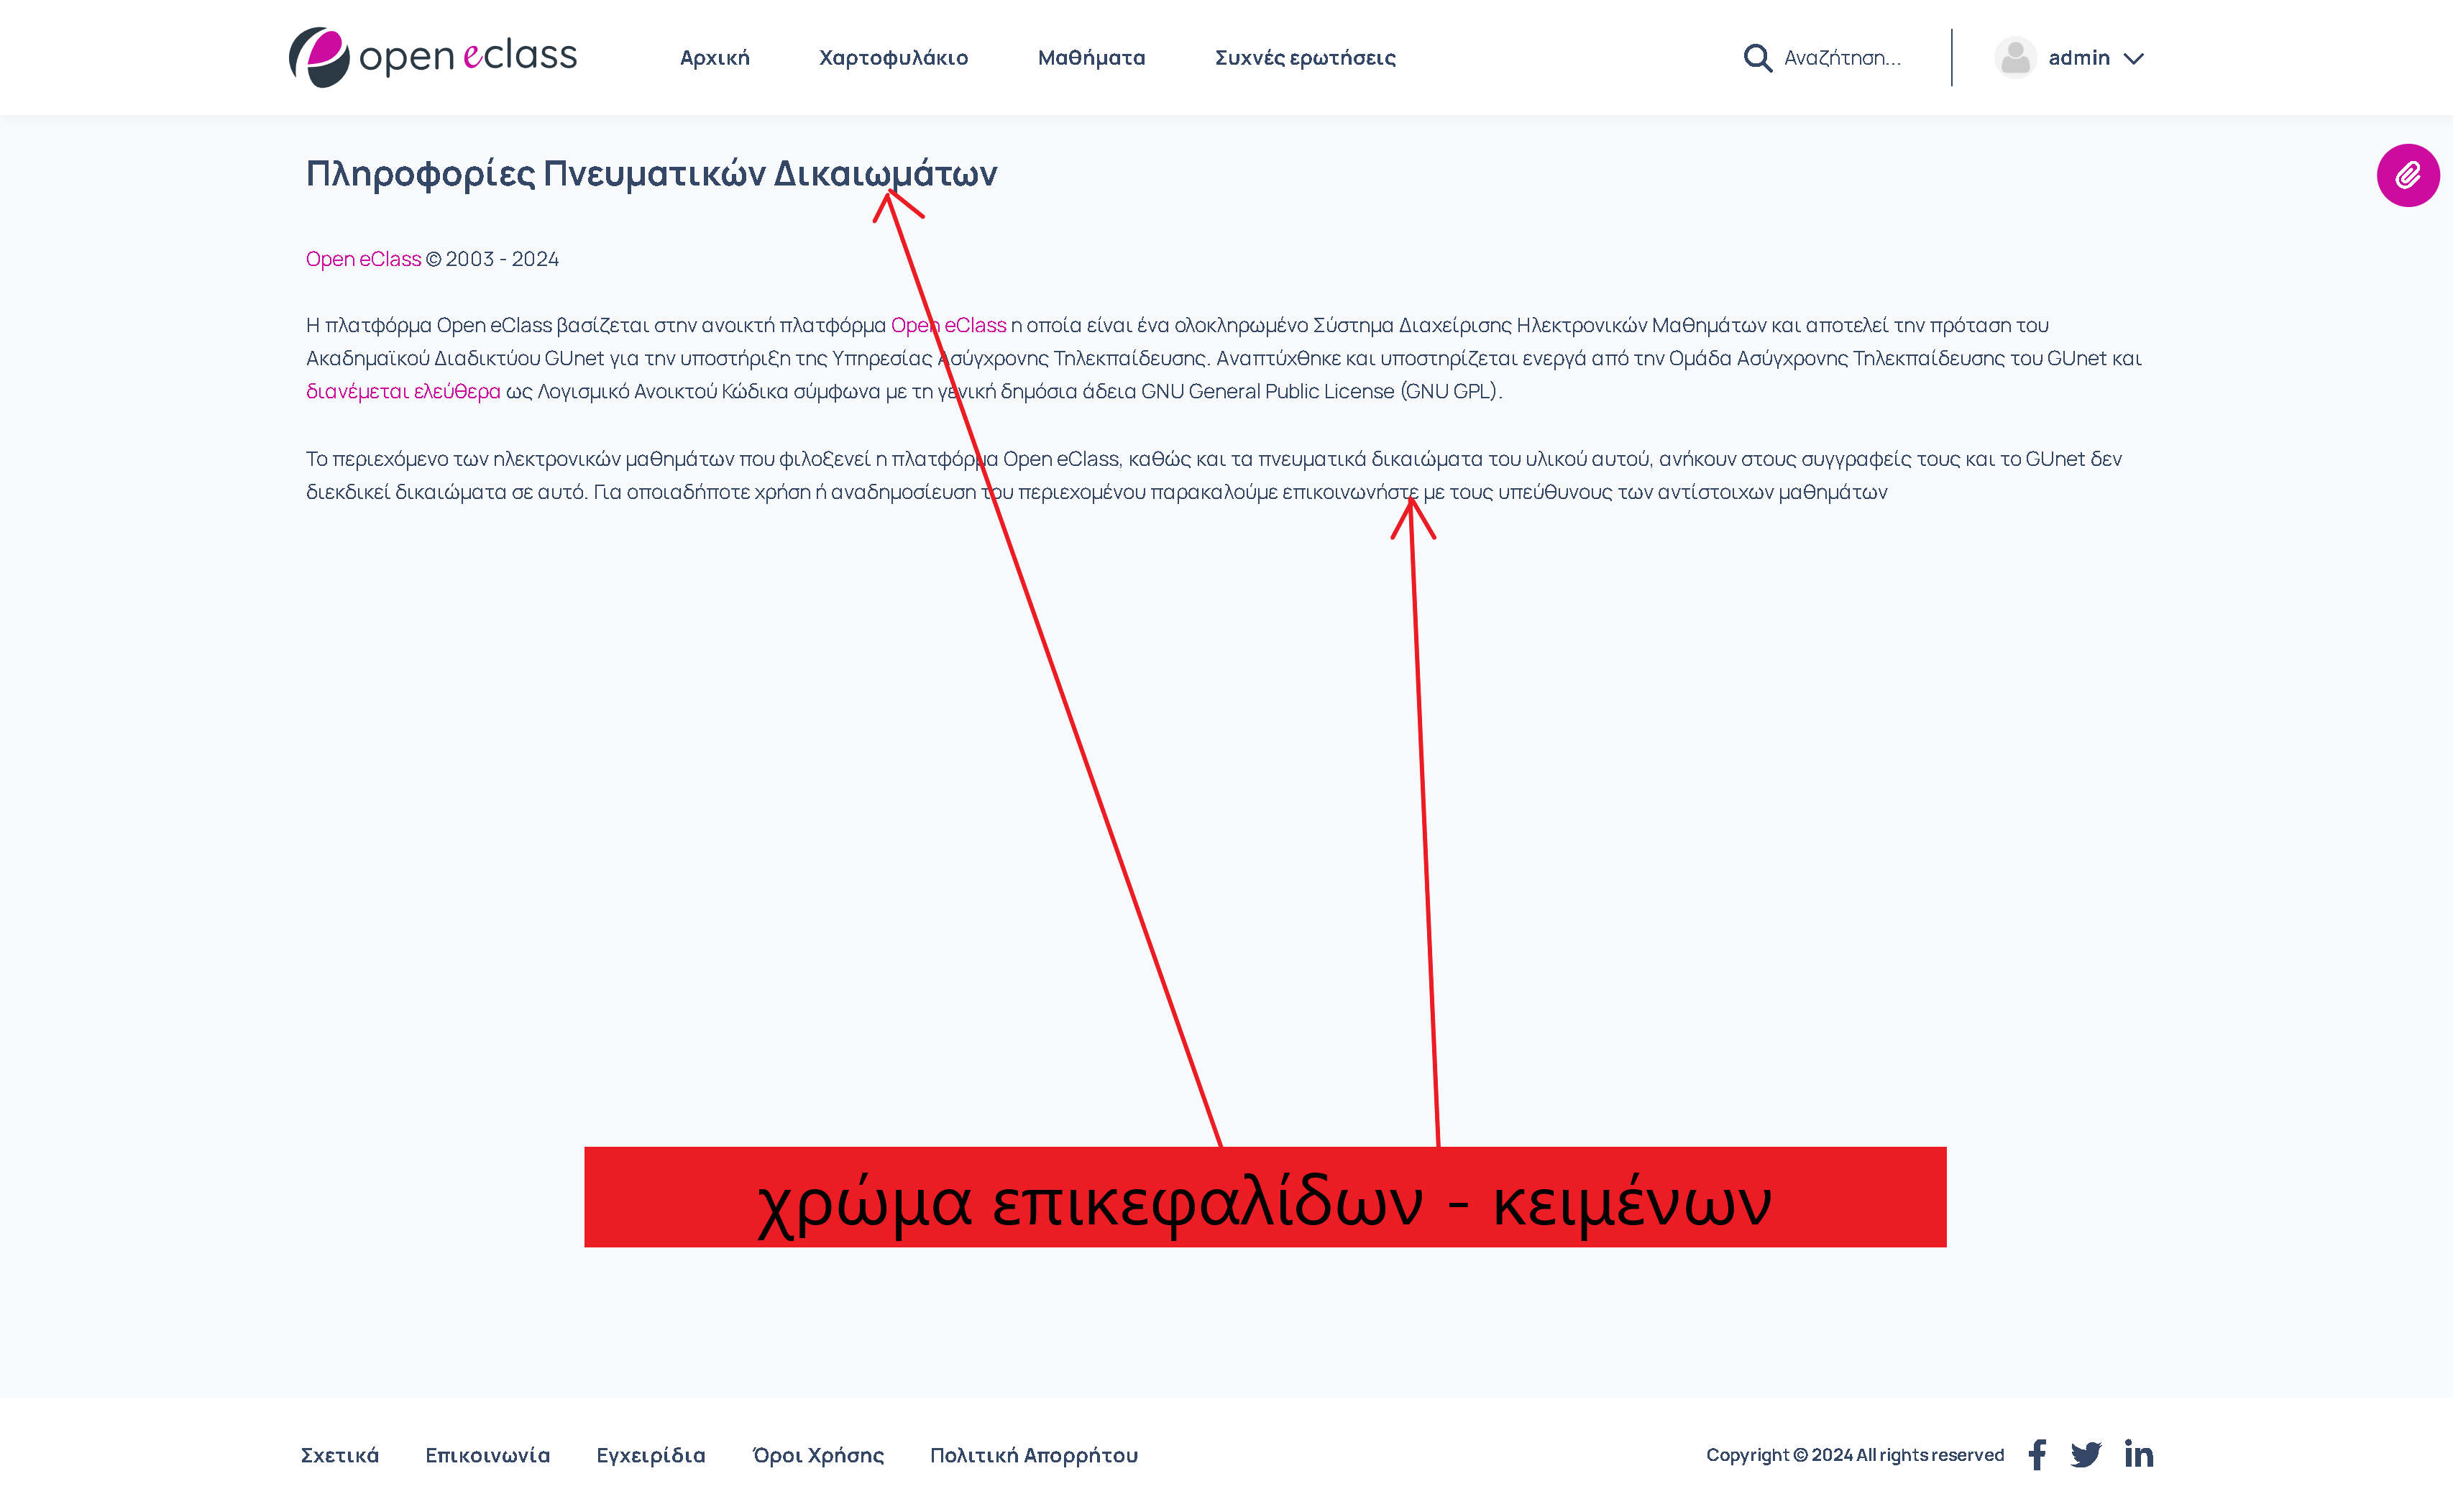 open eclass
Αρχική Χαρτοφυλάκιο Μαθήματα Συχνές ερωτήσεις
Αναζήτηση...
admin
Πληροφορίες Πνευματικών Δικαιωμάτων
Open eClass © 2003 - 2024
Η πλατφόρμα Open eClass βασίζεται στην ανοικτή πλατφόρμα Open eClass η οποία είναι ένα ολοκληρωμένο Σύστημα Διαχείρισης Ηλεκτρονικών Μαθημάτων και αποτελεί την πρόταση του
Ακαδημαϊκού Διαδικτύου GUnet για την υποστήριξη της Υπηρεσίας Ασύγχρονης Τηλεκπαίδευσης. Αναπτύχθηκε και υποστηρίζεται ενεργά από την Ομάδα Ασύγχρονης Τηλεκπαίδευσης του GUnet και
διανέμεται ελεύθερα ως Λογισμικό Ανοικτού Κώδικα σύμφωνα με τη γενική δημόσια άδεια GNU General Public License (GNU GPL).
Το περιεχόμενο των ηλεκτρονικών μαθημάτων που φιλοξενεί η πλατφόρμα Open eClass, καθώς και τα πνευματικά δικαιώματα του υλικού αυτού, ανήκουν στους συγγραφείς τους και το GUnet δεν
διεκδικεί δικαιώματα σε αυτό. Για οποιαδήποτε χρήση ή αναδημοσίευση του περιεχομένου παρακαλούμε επικοινωνήστε με τους υπεύθυνους των αντίστοιχων μαθημάτων
χρώμα επικεφαλίδων - κειμένων
Σχετικά Επικοινωνία Εγχειρίδια Όροι Χρήσης Πολιτική Απορρήτου
Copyright © 2024 All rights reserved